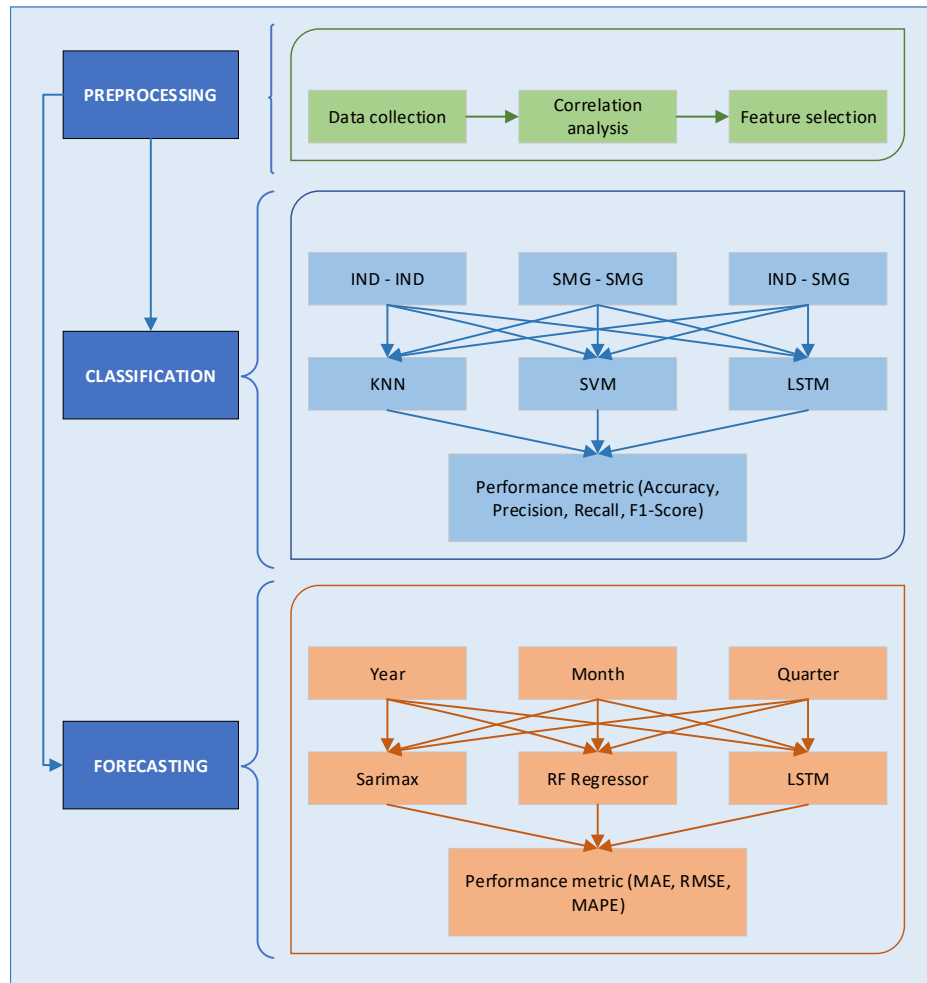 PREPROCESSING
Data collection
Correlation
analysis
Feature selection
CLASSIFICATION
IND - IND
SMG - SMG
IND - SMG
KNN
SVM
LSTM
Performance metric (Accuracy,
Precision, Recall, F1-Score)
FORECASTING
Year
Month
Quarter
Sarimax
RF Regressor
LSTM
Performance metric (MAE, RMSE,
MAPE)